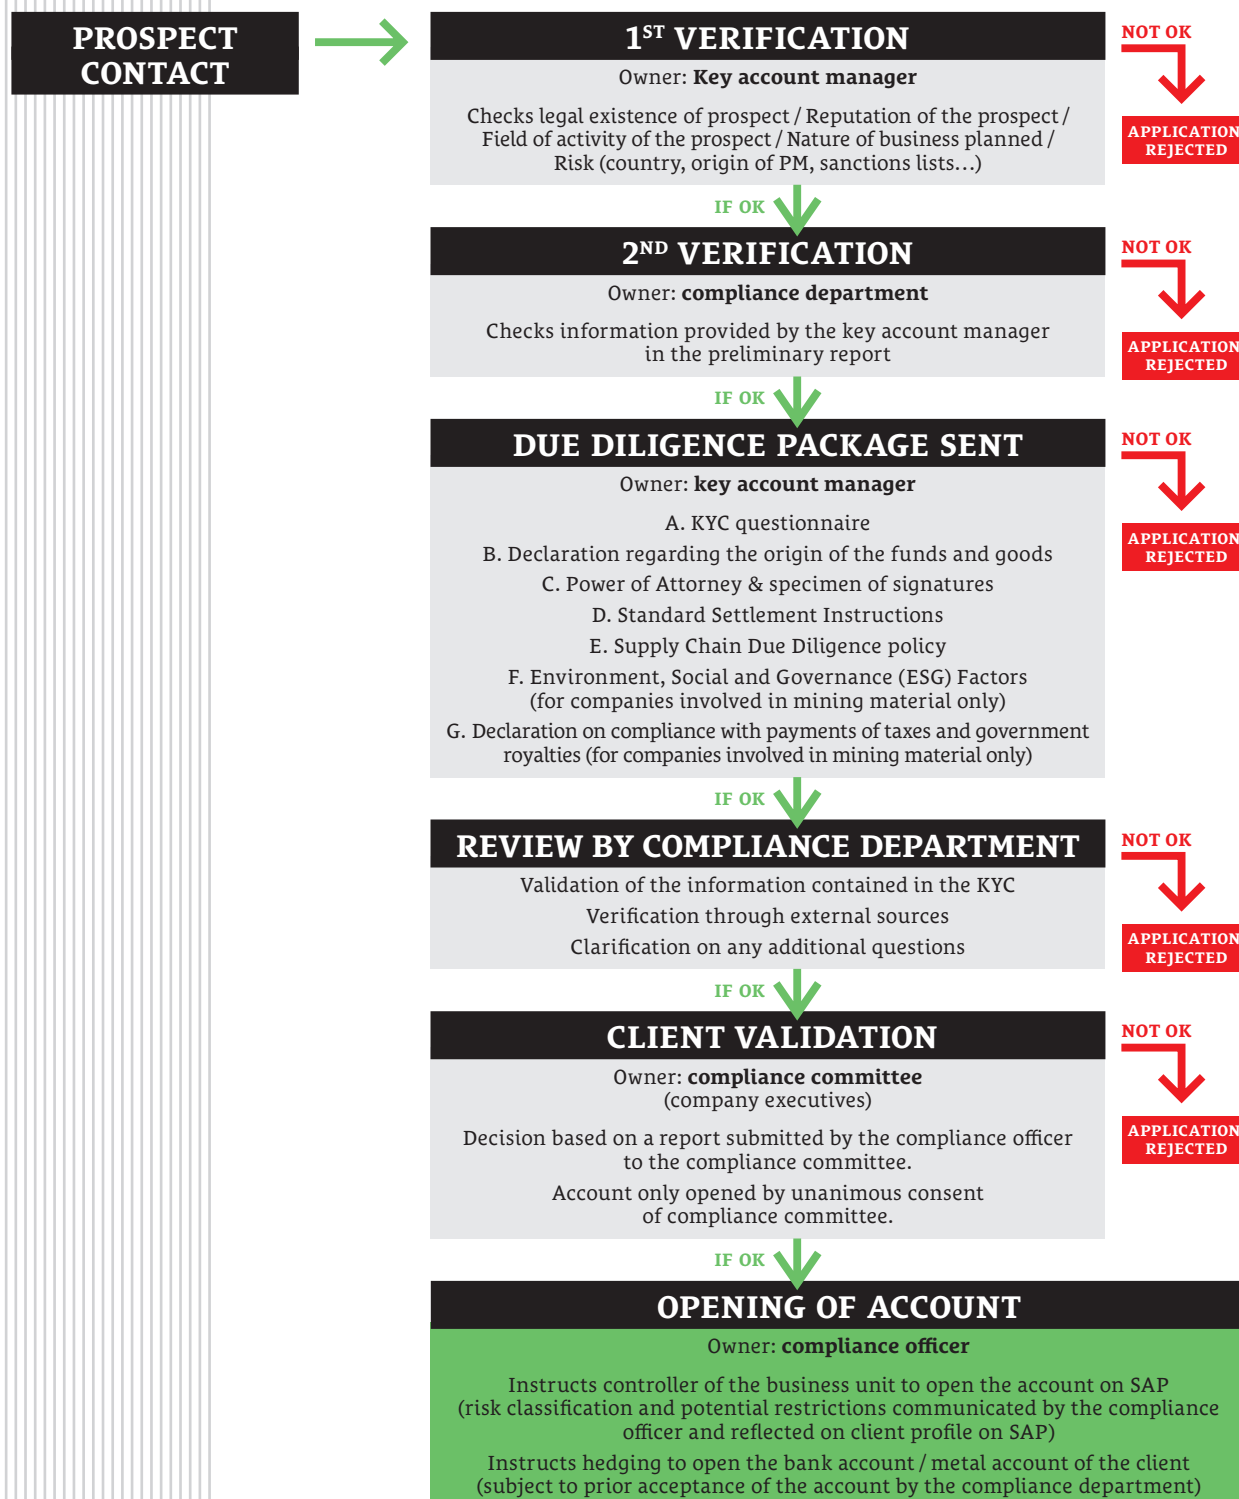 PROSPECT
CONTACT
1ST VERIFICATION
Owner: Key account manager
Checks legal existence of prospect / Reputation of the prospect /
Field of activity of the prospect / Nature of business planned /
Risk (country, origin of PM, sanctions lists…)
NOT OK
APPLICATION
REJECTED
IF OK
2ND VERIFICATION
Owner: compliance department
Checks information provided by the key account manager
in the preliminary report
NOT OK
APPLICATION
REJECTED
IF OK
DUE DILIGENCE PACKAGE SENT
Owner: key account manager
A. KYC questionnaire
B. Declaration regarding the origin of the funds and goods
C. Power of Attorney & specimen of signatures
D. Standard Settlement Instructions
E. Supply Chain Due Diligence policy
F. Environment, Social and Governance (ESG) Factors
(for companies involved in mining material only)
G. Declaration on compliance with payments of taxes and government
royalties (for companies involved in mining material only)
NOT OK
APPLICATION
REJECTED
IF OK
REVIEW BY COMPLIANCE DEPARTMENT
Validation of the information contained in the KYC
Verification through external sources
Clarification on any additional questions
NOT OK
APPLICATION
REJECTED
IF OK
CLIENT VALIDATION
Owner: compliance committee
(company executives)
Decision based on a report submitted by the compliance officer
to the compliance committee.
Account only opened by unanimous consent
of compliance committee.
NOT OK
APPLICATION
REJECTED
IF OK
OPENING OF ACCOUNT
Owner: compliance officer
Instructs controller of the business unit to open the account on SAP
(risk classification and potential restrictions communicated by the compliance
officer and reflected on client profile on SAP)
Instructs hedging to open the bank account / metal account of the client
(subject to prior acceptance of the account by the compliance department)